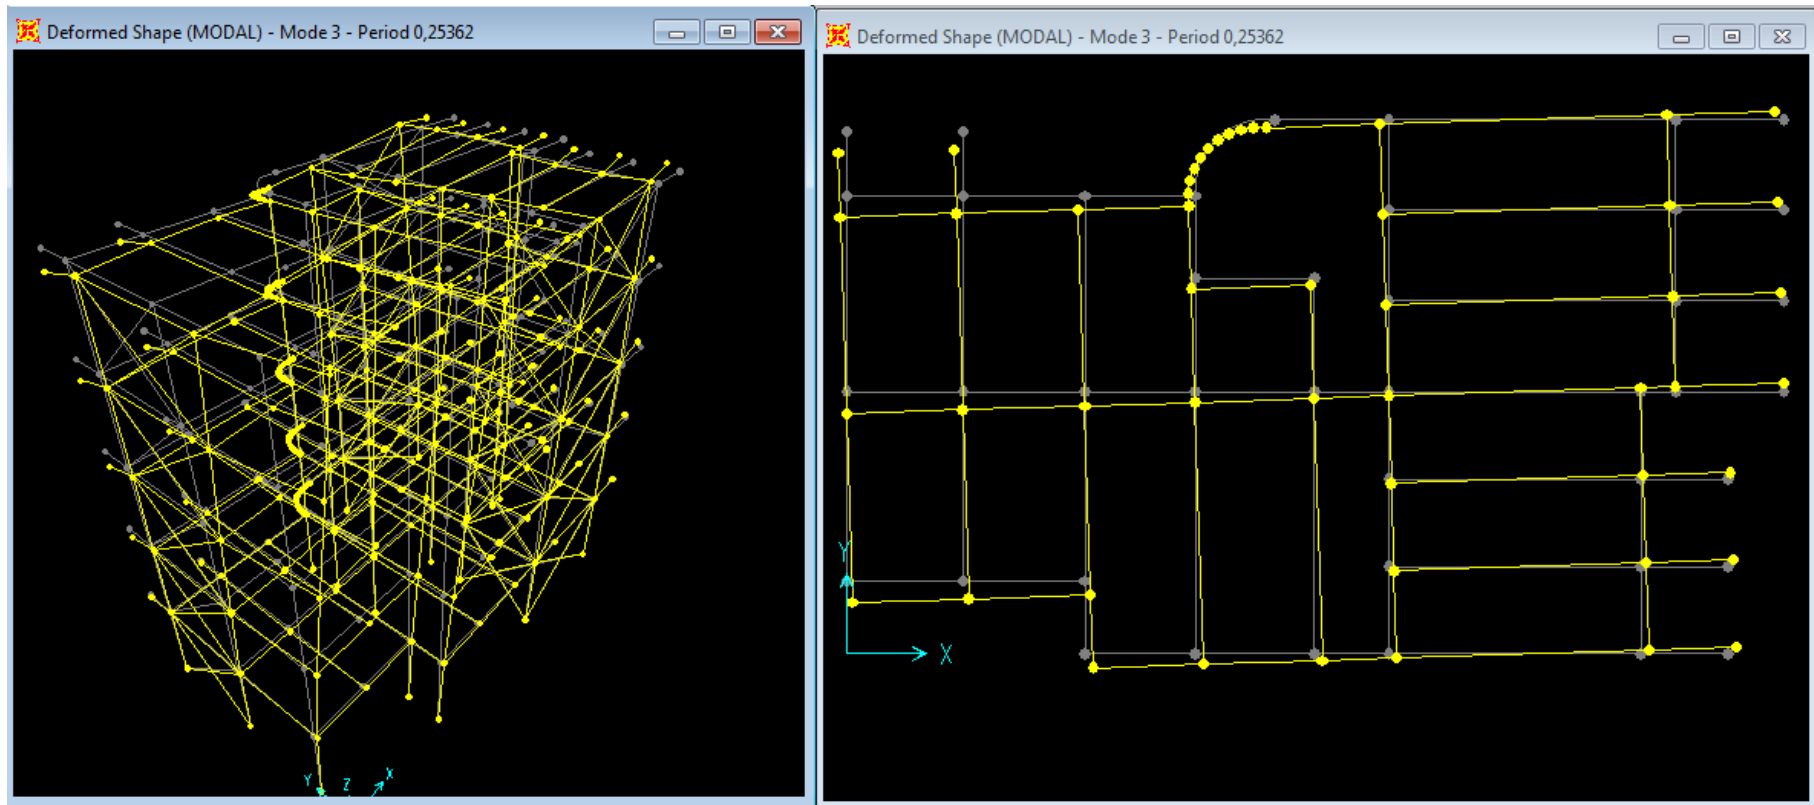 Deformed Shape (MODAL) - Mode 3 - Period 0,25362
Deformed Shape (MODAL) - Mode 3 - Period 0,25362
Y
X
Y
Z
X